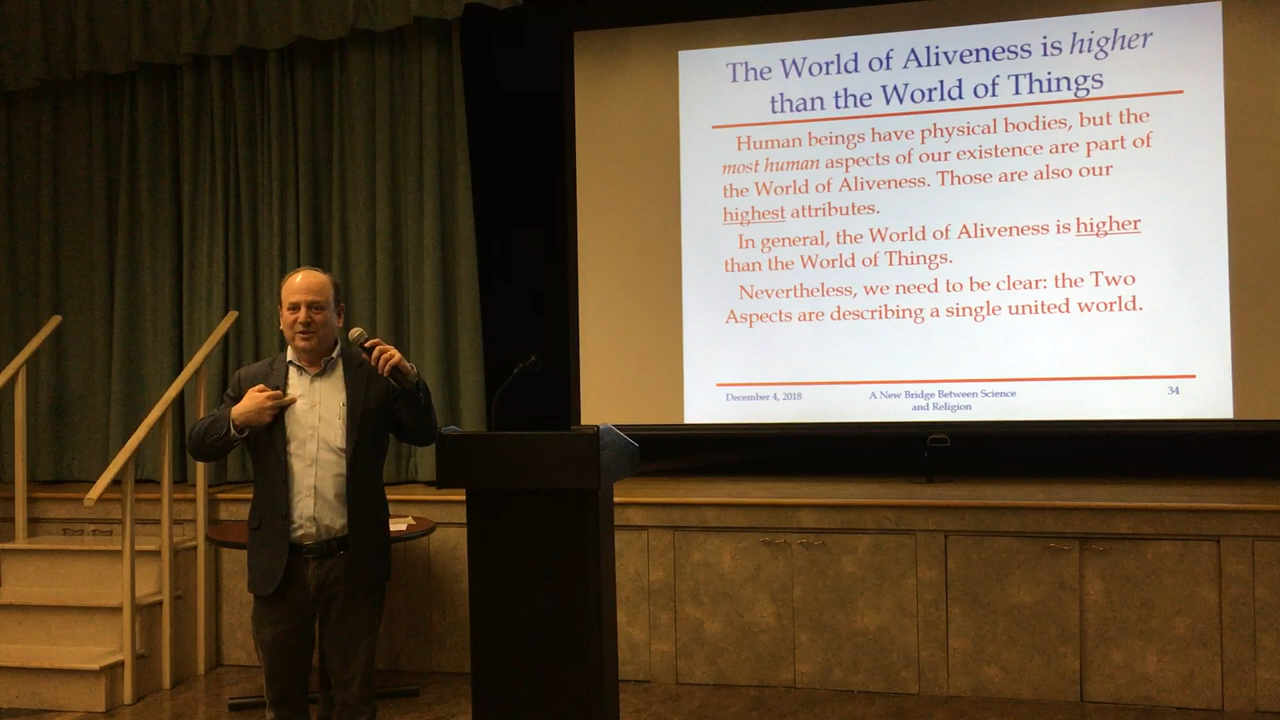 The World of Aliveness is higher
than the World of Things
Human beings have physical bodies, but the
most human aspects of our existence are part of
the World of Aliveness. Those are also our
highest attributes.
In general, the World of Aliveness is higher
than the World of Things.
Nevertheless, we need to be clear: the Two
Aspects are describing a single united world.
December 4, 2018
A New Bridge Between Science
and Religion
34